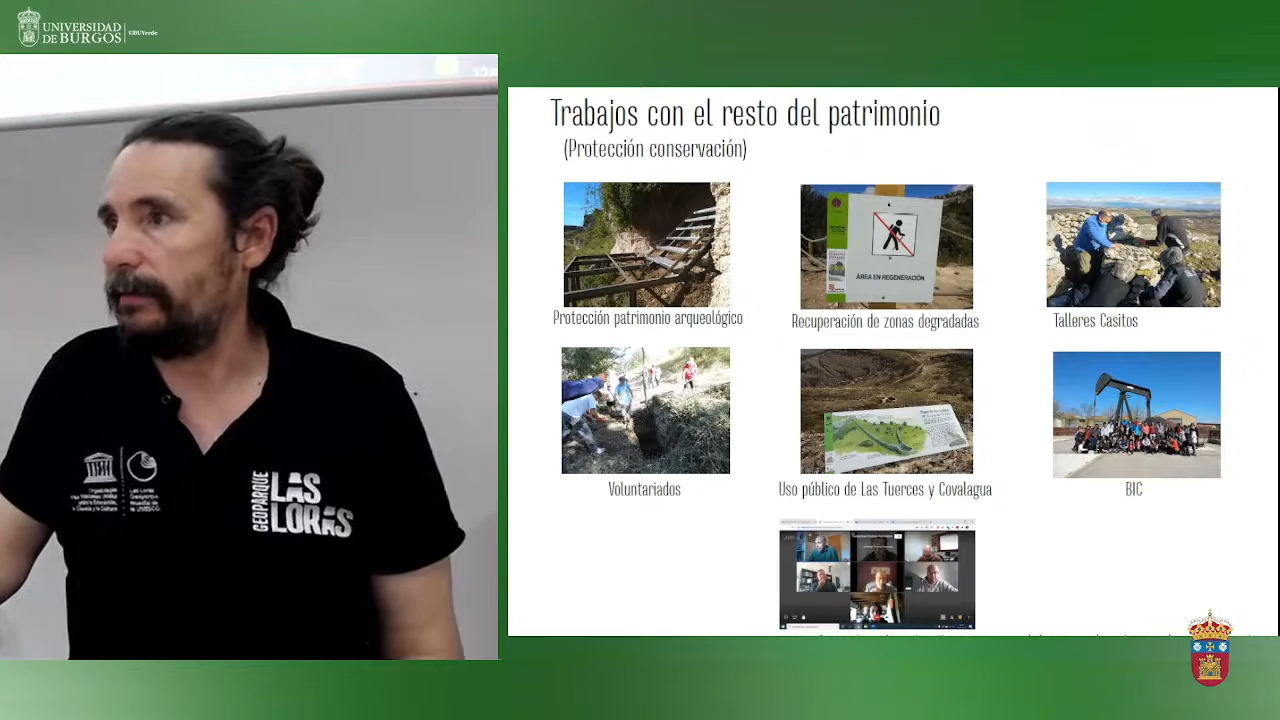 UNIVERSIDAD
DE BURGOS
UBUVerde
Trabajos con el resto del patrimonio
(Protección conservación)
ÁREA EN REGENERACIÓN
Protección patrimonio arqueológico
Recuperación de zonas degradadas
Talleres Casitos
Voluntariados
Uso público de Las Tuerces y Covalagua
BIC
GEOPARQUE
LAS
LORAS